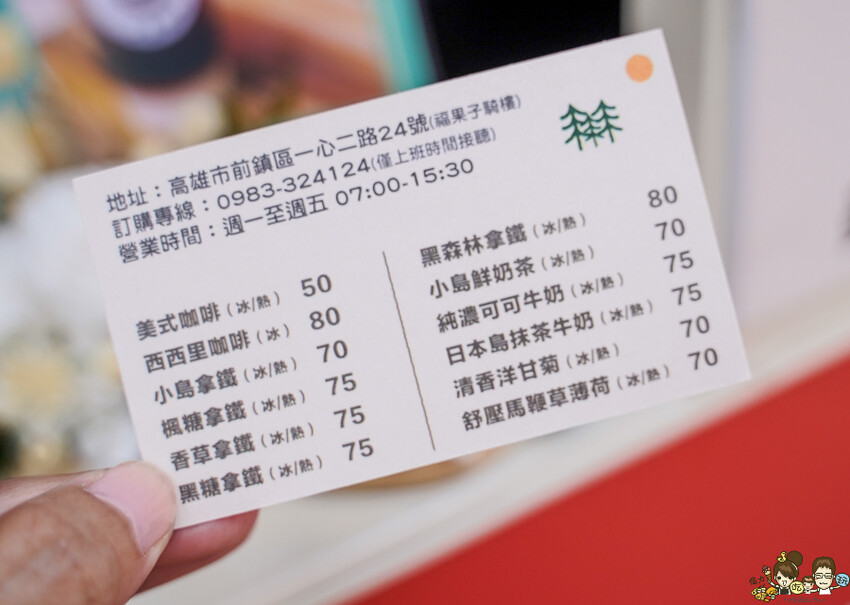 地址：高雄市前鎮區一心二路24號(福果子騎樓)
訂購專線：0983-324124(僅上班時間接聽)
營業時間：週一至週五 07:00-15:30
美式咖啡（冰/熱） 50
西西里咖啡（冰） 80
小島拿鐵（冰/熱） 70
楓糖拿鐵（冰/熱） 75
香草拿鐵（冰/熱） 75
黑糖拿鐵（冰/熱） 75
黑森林拿鐵（冰/熱） 80
小島鮮奶茶（冰/熱） 70
純濃可可牛奶（冰/熱） 75
日本島抹茶牛奶（冰/熱） 75
清香洋甘菊（冰/熱） 70
舒壓馬鞭草薄荷（冰/熱） 70